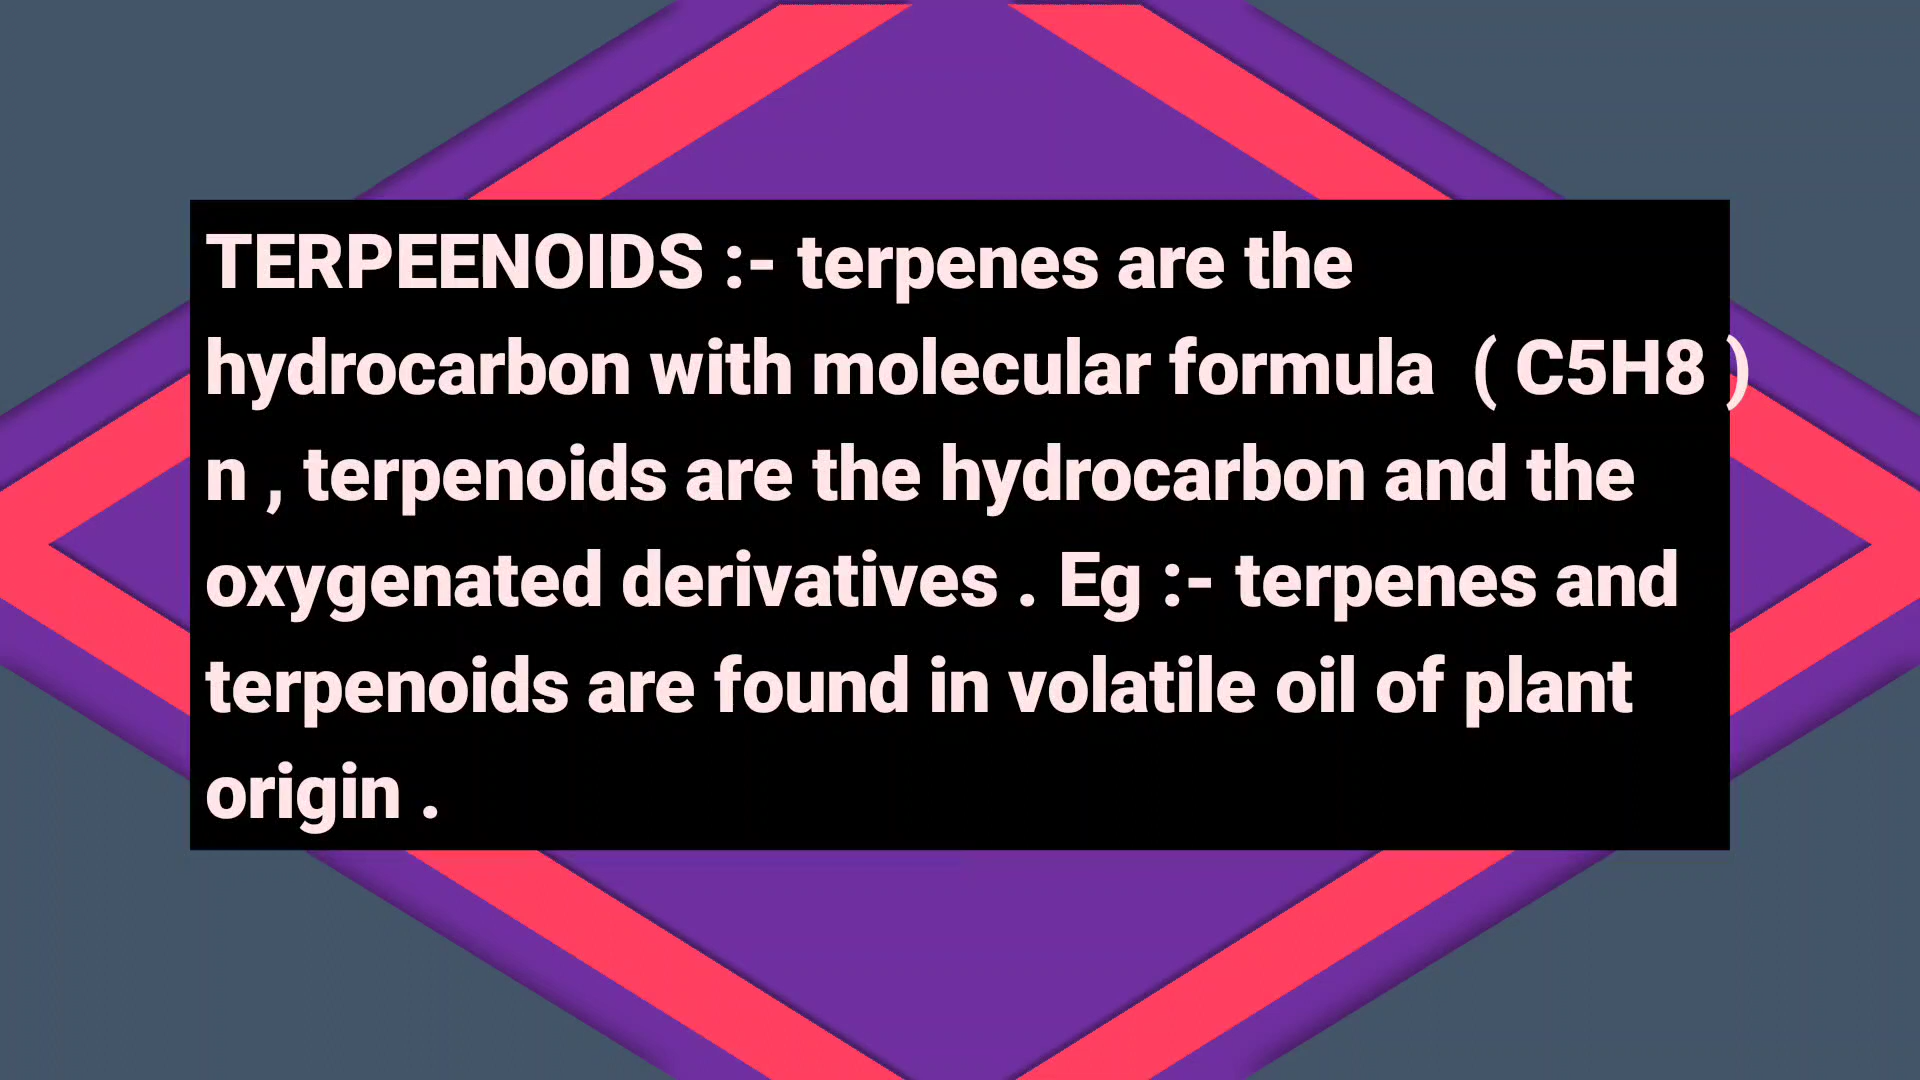 TERPEENOIDS :- terpenes are the
hydrocarbon with molecular formula  ( C5H8 )
n , terpenoids are the hydrocarbon and the
oxygenated derivatives . Eg :- terpenes and
terpenoids are found in volatile oil of plant
origin .